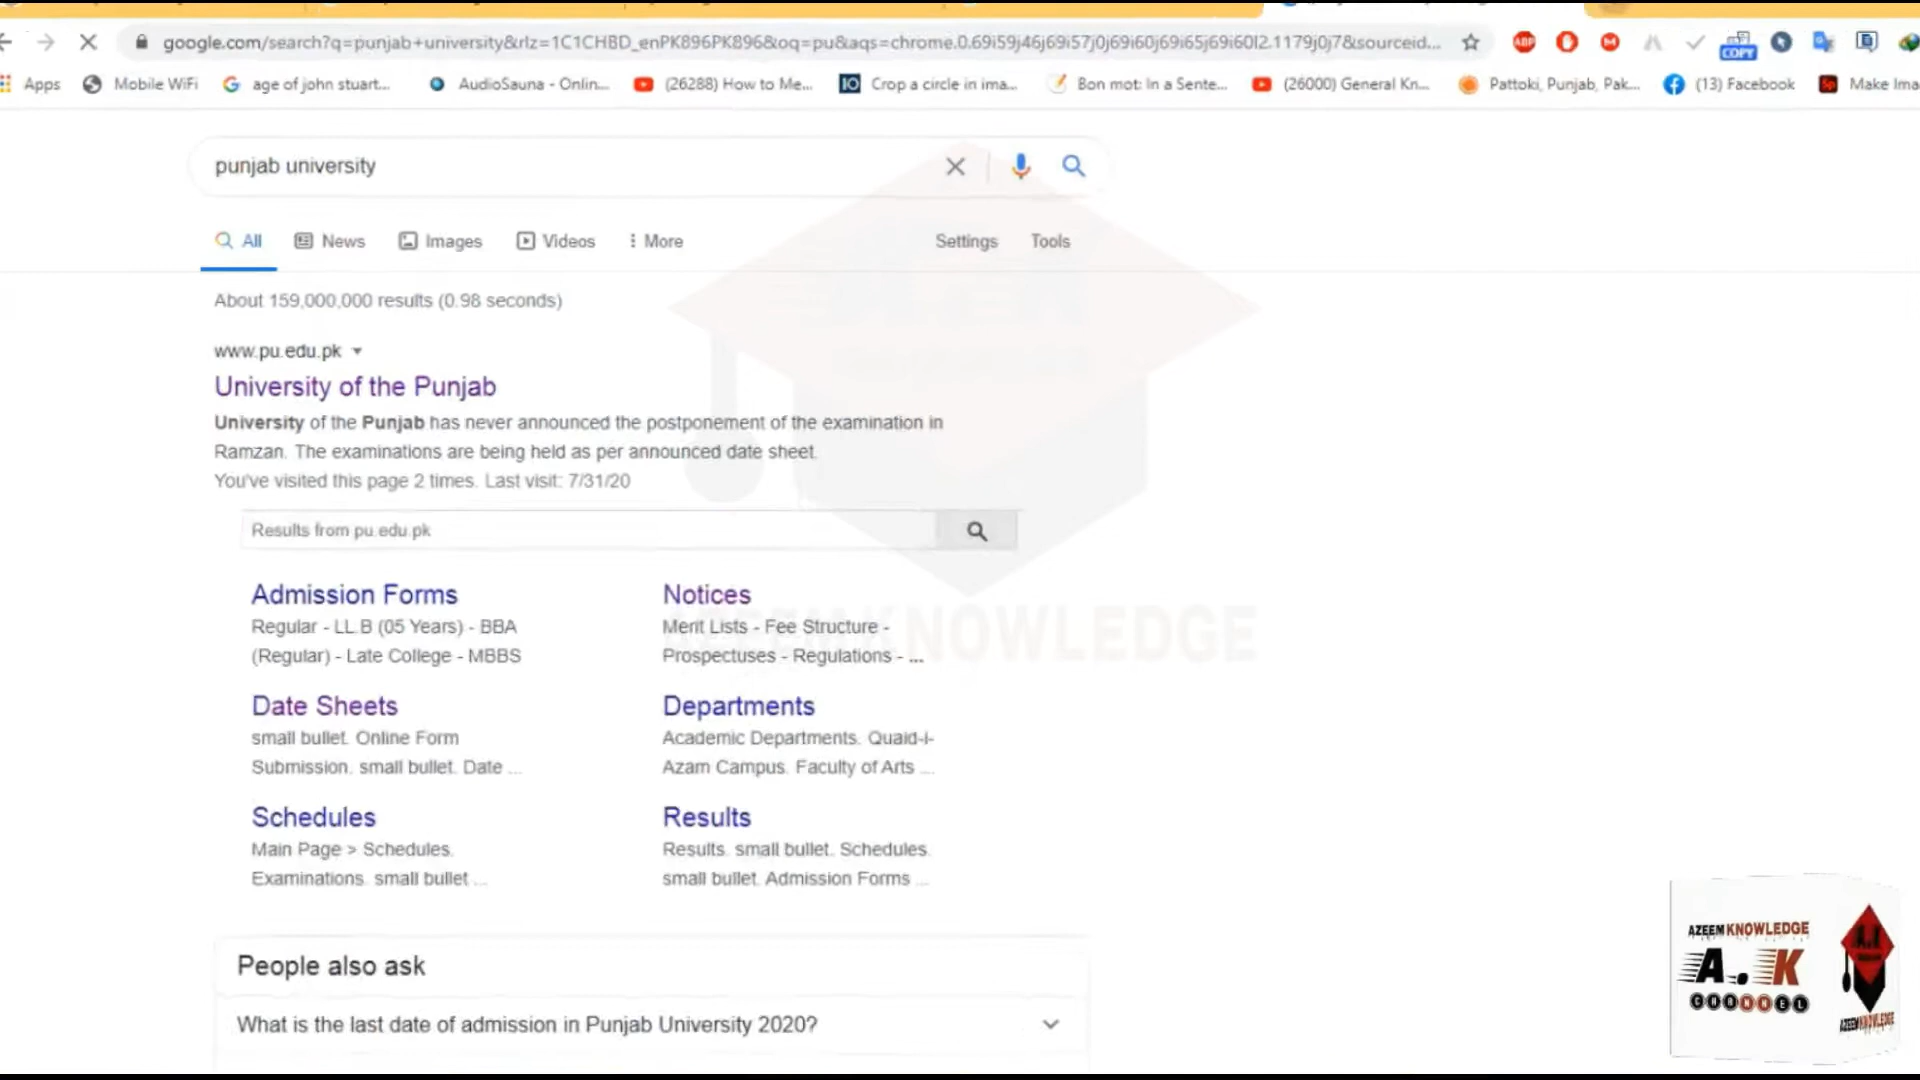 google.com/search?q=punjab+university&rlz=1C1CHBD_enPK896PK896&oq=pu&aqs=chrome.0.69i59j46j69i57j0j69i60j69i65j69i60l2.1179j0j7&sourceid...
Apps
Mobile WiFi
age of john stuart...
AudioSauna - Onlin...
(26288) How to Me...
Crop a circle in ima...
Bon mot: In a Sente...
(26000) General Kn...
Pattoki, Punjab, Pak...
(13) Facebook
Make Ima
COPY
ABP
punjab university
All
News
Images
Videos
More
Settings
Tools
About 159,000,000 results (0.98 seconds)
www.pu.edu.pk
University of the Punjab
University of the Punjab has never announced the postponement of the examination in
Ramzan. The examinations are being held as per announced date sheet.
You've visited this page 2 times. Last visit: 7/31/20
Results from pu.edu.pk
Admission Forms
Regular - LL.B (05 Years) - BBA
(Regular) - Late College - MBBS
Notices
Merit Lists - Fee Structure -
Prospectuses - Regulations - ...
Date Sheets
small bullet. Online Form
Submission. small bullet. Date ...
Departments
Academic Departments. Quaid-i-
Azam Campus. Faculty of Arts ...
Schedules
Main Page > Schedules.
Examinations. small bullet ...
Results
Results. small bullet. Schedules.
small bullet. Admission Forms ...
AZEEM KNOWLEDGE
People also ask
What is the last date of admission in Punjab University 2020?
AZEEM KNOWLEDGE
A. K
CHANNEL
AZEEM KNOWLEDGE